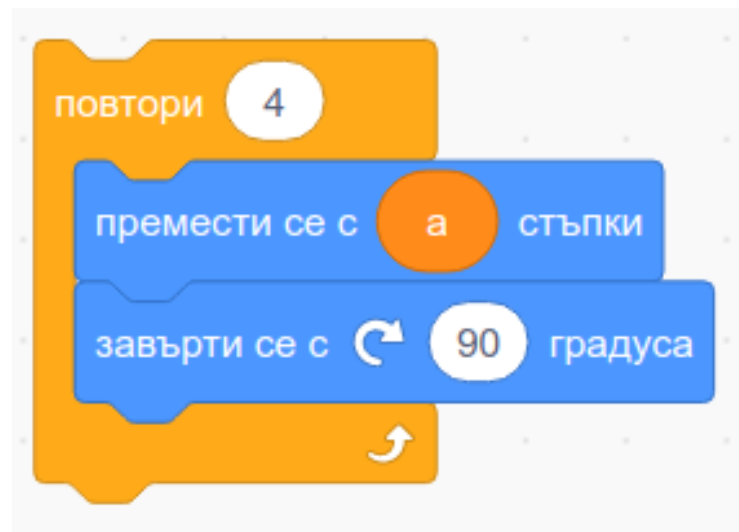 повтори 4
премести се с a стъпки
завърти се с 90 градуса